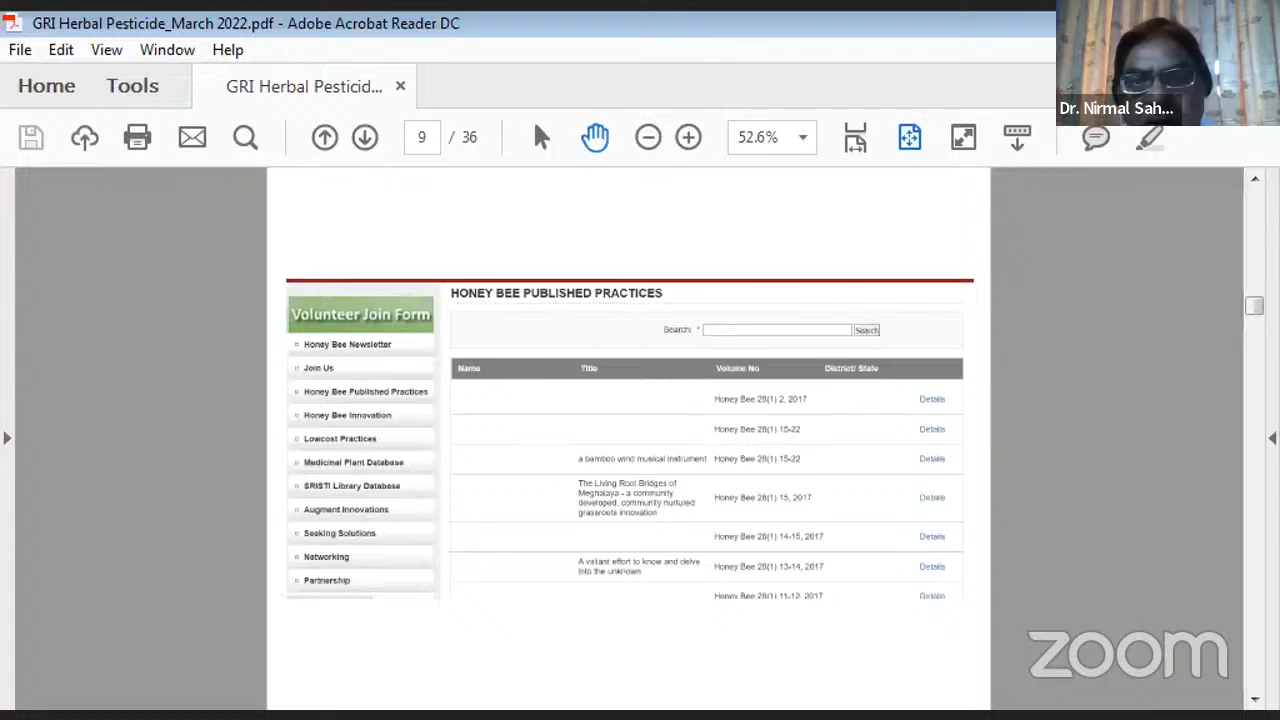 GRI Herbal Pesticide_March 2022.pdf - Adobe Acrobat Reader DC
File Edit View Window Help
Home Tools GRI Herbal Pesticid... ×
9 / 36 52.6%
Dr. Nirmal Sah...
HONEY BEE PUBLISHED PRACTICES
Volunteer Join Form
Search: * Search
Honey Bee Newsletter
Join Us
Honey Bee Published Practices
Honey Bee Innovation
Lowcost Practices
Medicinal Plant Database
SRISTI Library Database
Augment Innovations
Seeking Solutions
Networking
Partnership
Name Title Volume No District/ State
Honey Bee 28(1) 2, 2017 Details
Honey Bee 28(1) 15-22 Details
a bamboo wind musical instrument Honey Bee 28(1) 15-22 Details
The Living Root Bridges of
Meghalaya - a community
developed, community nurtured
grassroots innovation
Honey Bee 28(1) 15, 2017 Details
Honey Bee 28(1) 14-15, 2017 Details
A valiant effort to know and delve
into the unknown
Honey Bee 28(1) 13-14, 2017 Details
Honey Bee 28(1) 11-12, 2017 Details
zoom